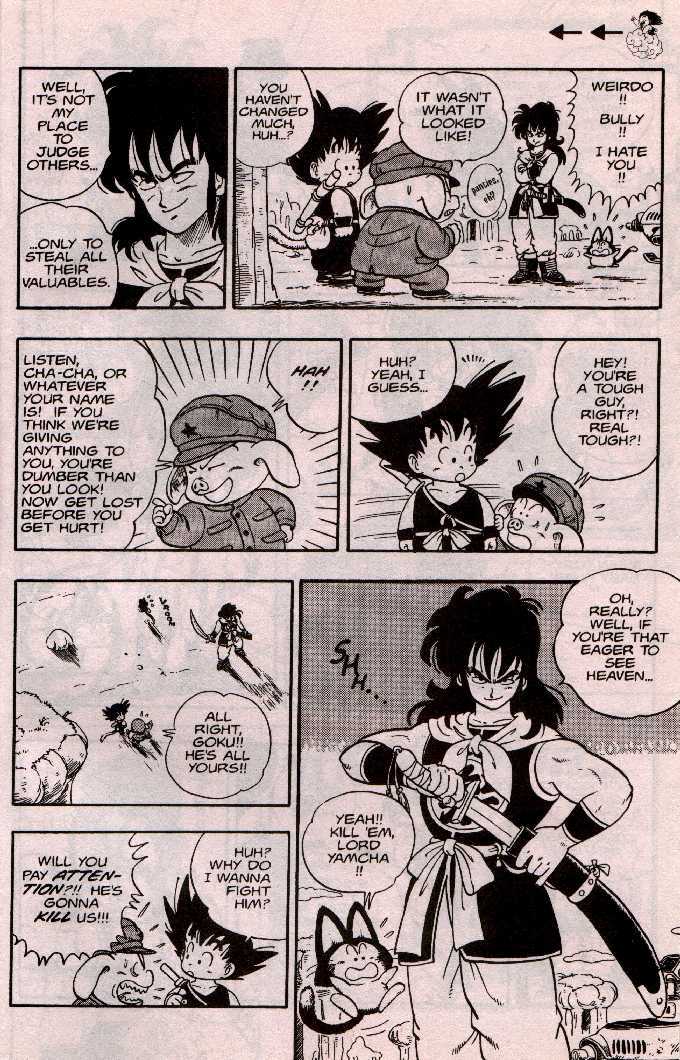 WEIRDO
!!
BULLY
!!
I HATE
YOU
!!
panties,
eh?
IT WASN'T
WHAT IT
LOOKED
LIKE!
YOU
HAVEN'T
CHANGED
MUCH,
HUH...?
WELL,
IT'S NOT
MY
PLACE
TO
JUDGE
OTHERS...
...ONLY TO
STEAL ALL
THEIR
VALUABLES.
HEY!
YOU'RE
A TOUGH
GUY,
RIGHT?!
REAL
TOUGH?!
HUH?
YEAH, I
GUESS...
HAH
!!
LISTEN,
CHA-CHA, OR
WHATEVER
YOUR NAME
IS! IF YOU
THINK WE'RE
GIVING
ANYTHING TO
YOU, YOU'RE
DUMBER THAN
YOU LOOK!
NOW GET LOST
BEFORE YOU
GET HURT!
OH,
REALLY?
WELL, IF
YOU'RE THAT
EAGER TO
SEE
HEAVEN...
SHH...
YEAH!!
KILL 'EM,
LORD
YAMCHA
!!
ALL
RIGHT,
GOKU!!
HE'S ALL
YOURS!!
HUH?
WHY DO
I WANNA
FIGHT
HIM?
WILL YOU
PAY ATTEN-
TION?!! HE'S
GONNA
KILL US!!!